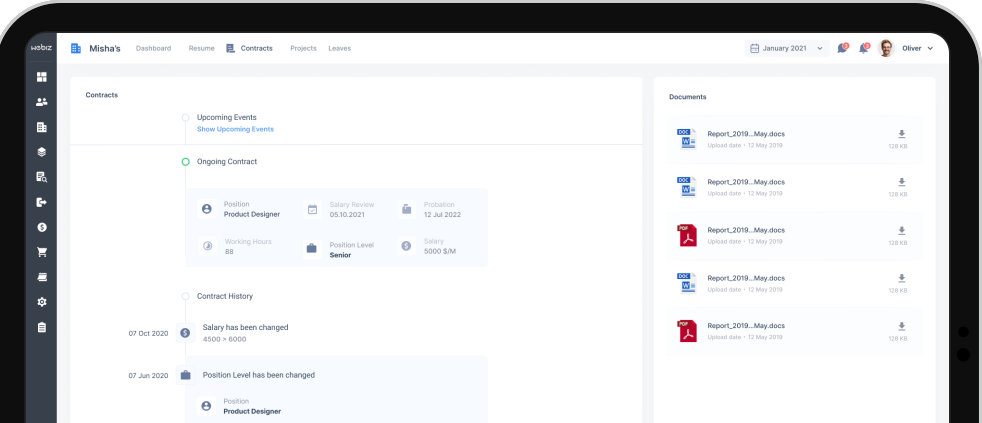 wobiz
Misha's
Dashboard
Resume
Contracts
Projects
Leaves
January 2021
Oliver
Contracts
Upcoming Events
Show Upcoming Events
Ongoing Contract
Position
Product Designer
Salary Review
05.10.2021
Probation
12 Jul 2022
Working Hours
88
Position Level
Senior
Salary
5000 $/M
Contract History
07 Oct 2020
Salary has been changed
4500 > 6000
07 Jun 2020
Position Level has been changed
Position
Product Designer
Documents
DOC
W
Report_2019...May.docs
Upload date • 12 May 2019
128 KB
DOC
W
Report_2019...May.docs
Upload date • 12 May 2019
128 KB
PDF
Report_2019...May.docs
Upload date • 12 May 2019
128 KB
DOC
W
Report_2019...May.docs
Upload date • 12 May 2019
128 KB
PDF
Report_2019...May.docs
Upload date • 12 May 2019
128 KB